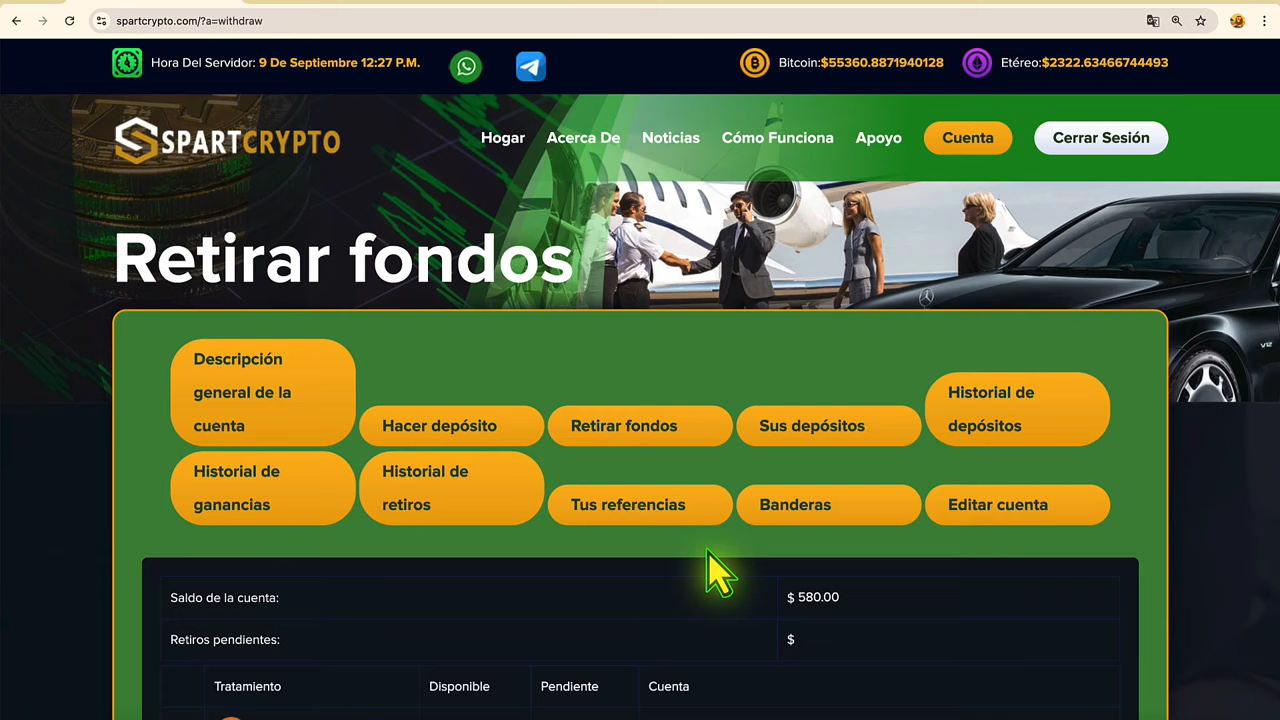 spartcrypto.com/?a=withdraw
Hora Del Servidor: 9 De Septiembre 12:27 P.M.
Bitcoin:$55360.8871940128
Etéreo:$2322.63466744493
SPARTCRYPTO
Hogar
Acerca De
Noticias
Cómo Funciona
Apoyo
Cuenta
Cerrar Sesión
Retirar fondos
Descripción
general de la
cuenta
Hacer depósito
Retirar fondos
Sus depósitos
Historial de
depósitos
Historial de
ganancias
Historial de
retiros
Tus referencias
Banderas
Editar cuenta
Saldo de la cuenta:
$ 580.00
Retiros pendientes:
$
Tratamiento
Disponible
Pendiente
Cuenta